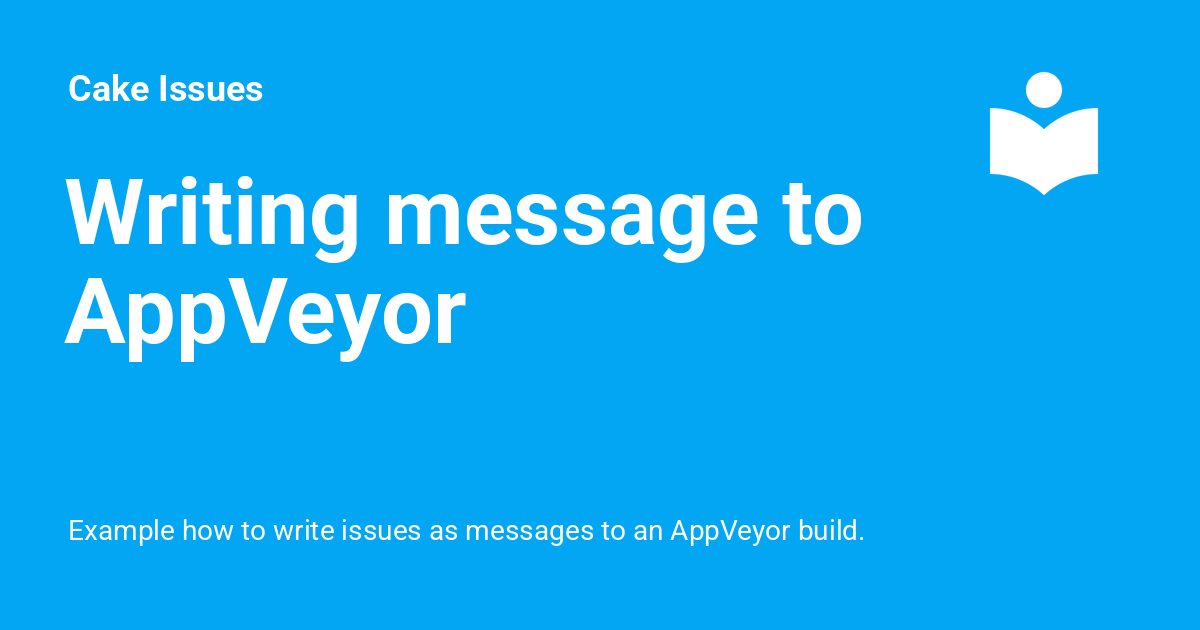 Cake Issues
Writing message to
AppVeyor
Example how to write issues as messages to an AppVeyor build.